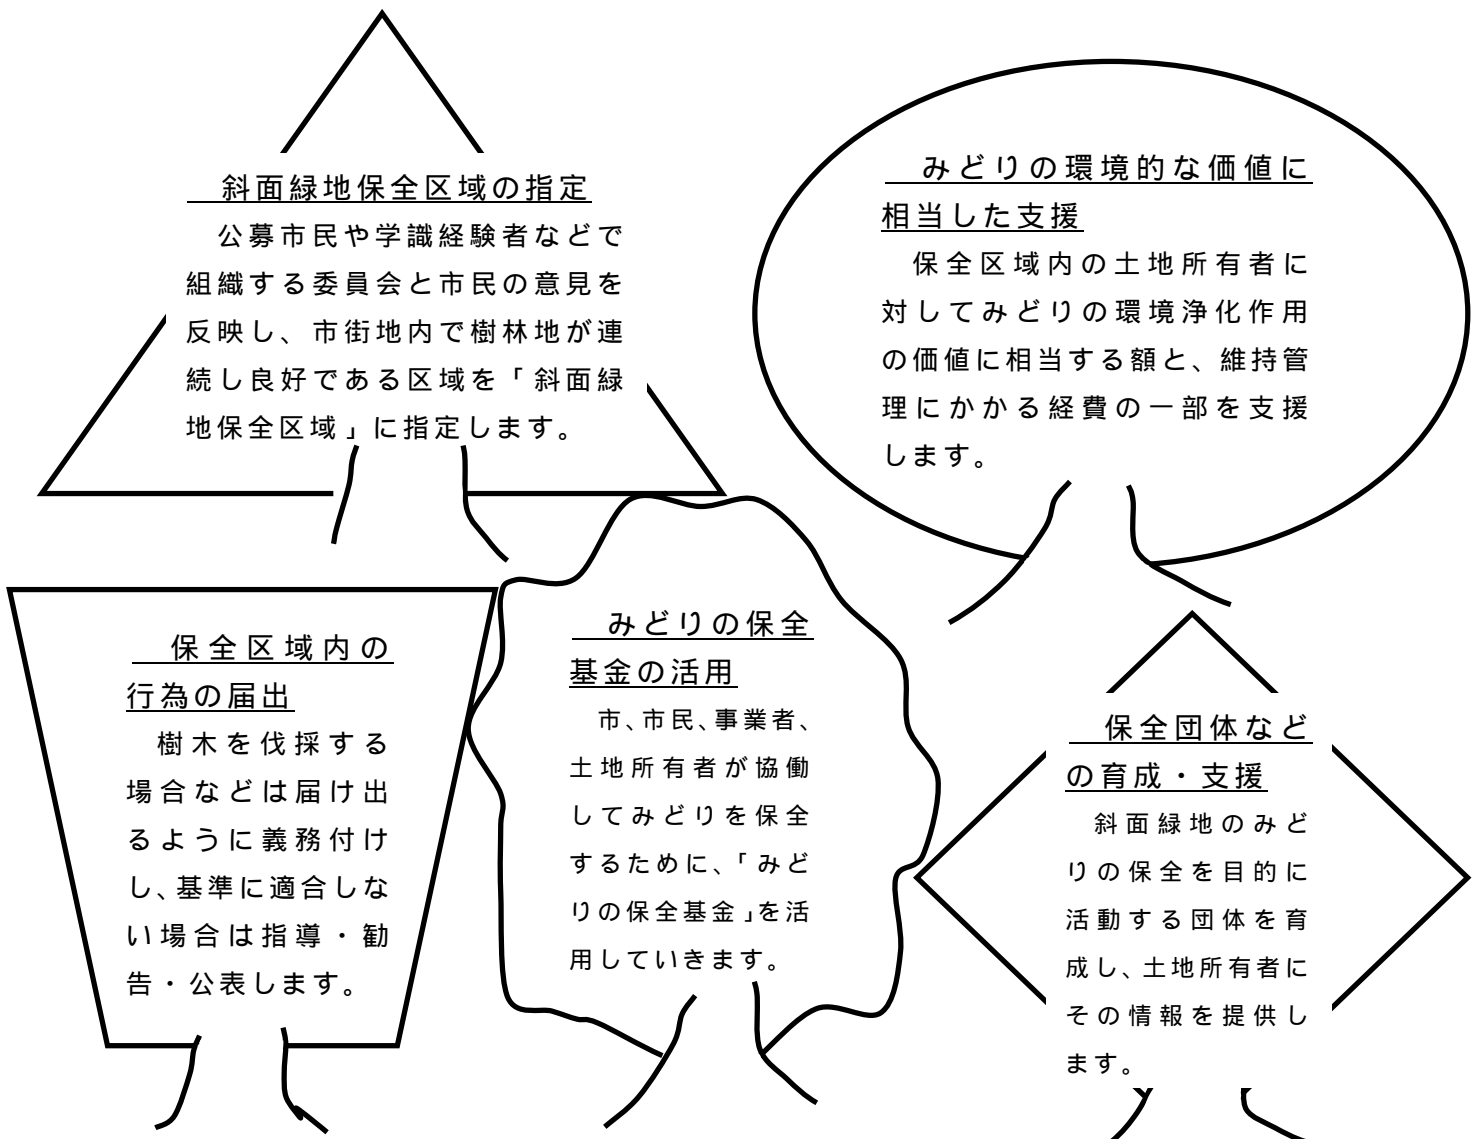 斜面緑地保全区域の指定
公募市民や学識経験者などで
組織する委員会と市民の意見を
反映し、市街地内で樹林地が連
続し良好である区域を「斜面緑
地保全区域」に指定します。
みどりの環境的な価値に
相当した支援
保全区域内の土地所有者に
対してみどりの環境浄化作用
の価値に相当する額と、維持管
理にかかる経費の一部を支援
します。
保全区域内の
行為の届出
樹木を伐採する
場合などは届け出
るように義務付け
し、基準に適合しな
い場合は指導・勧
告・公表します。
みどりの保全
基金の活用
市、市民、事業者、
土地所有者が協働
してみどりを保全
するために、「みど
りの保全基金」を活
用していきます。
保全団体など
の育成・支援
斜面緑地のみど
りの保全を目的に
活動する団体を育
成し、土地所有者に
その情報を提供し
ます。